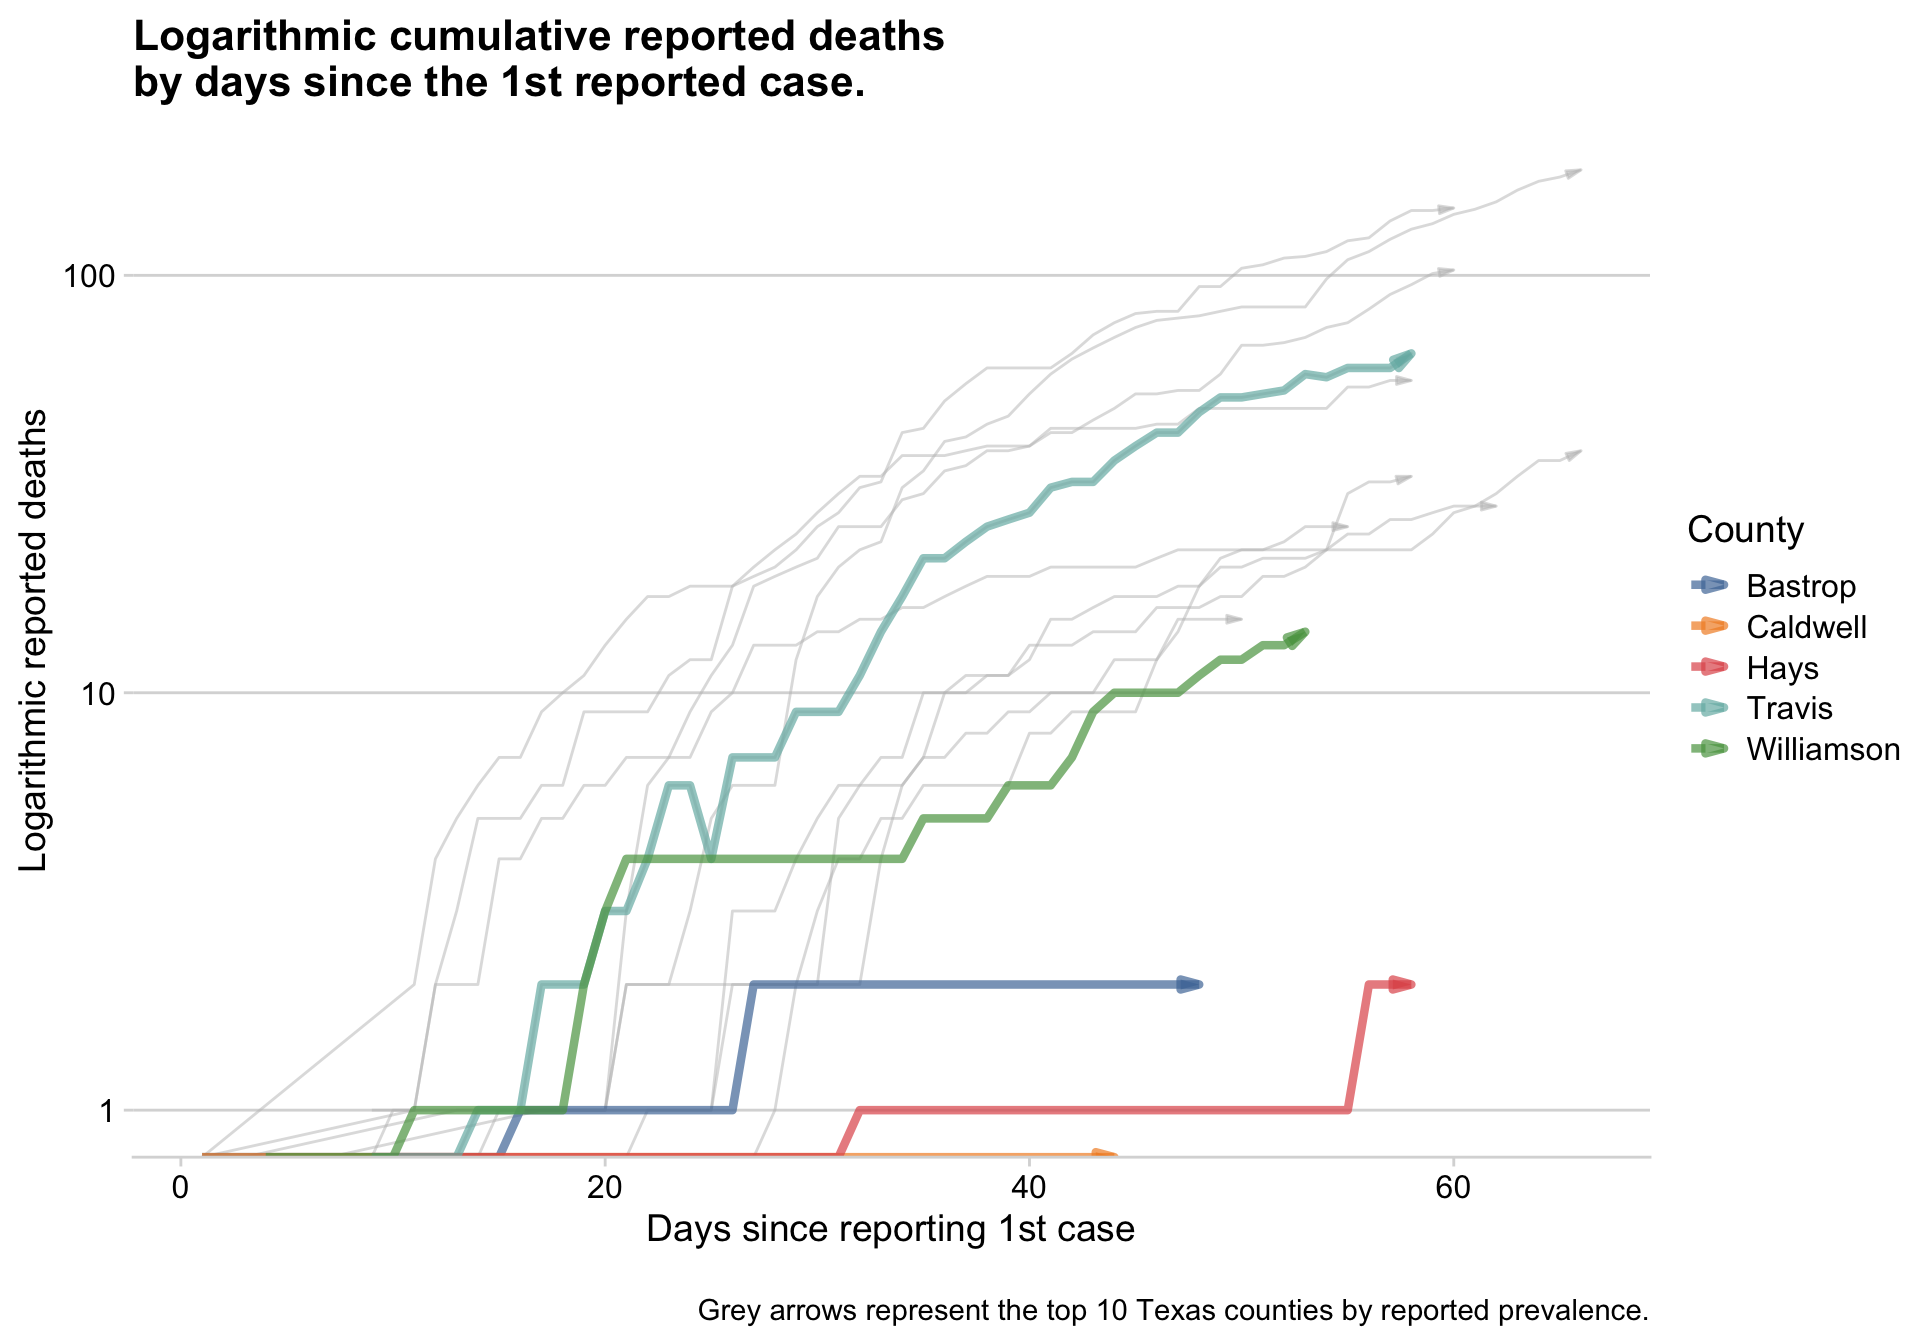 Logarithmic cumulative reported deaths
by days since the 1st reported case.
100
10
1
Logarithmic reported deaths
0
20
40
60
Days since reporting 1st case
County
Bastrop
Caldwell
Hays
Travis
Williamson
Grey arrows represent the top 10 Texas counties by reported prevalence.